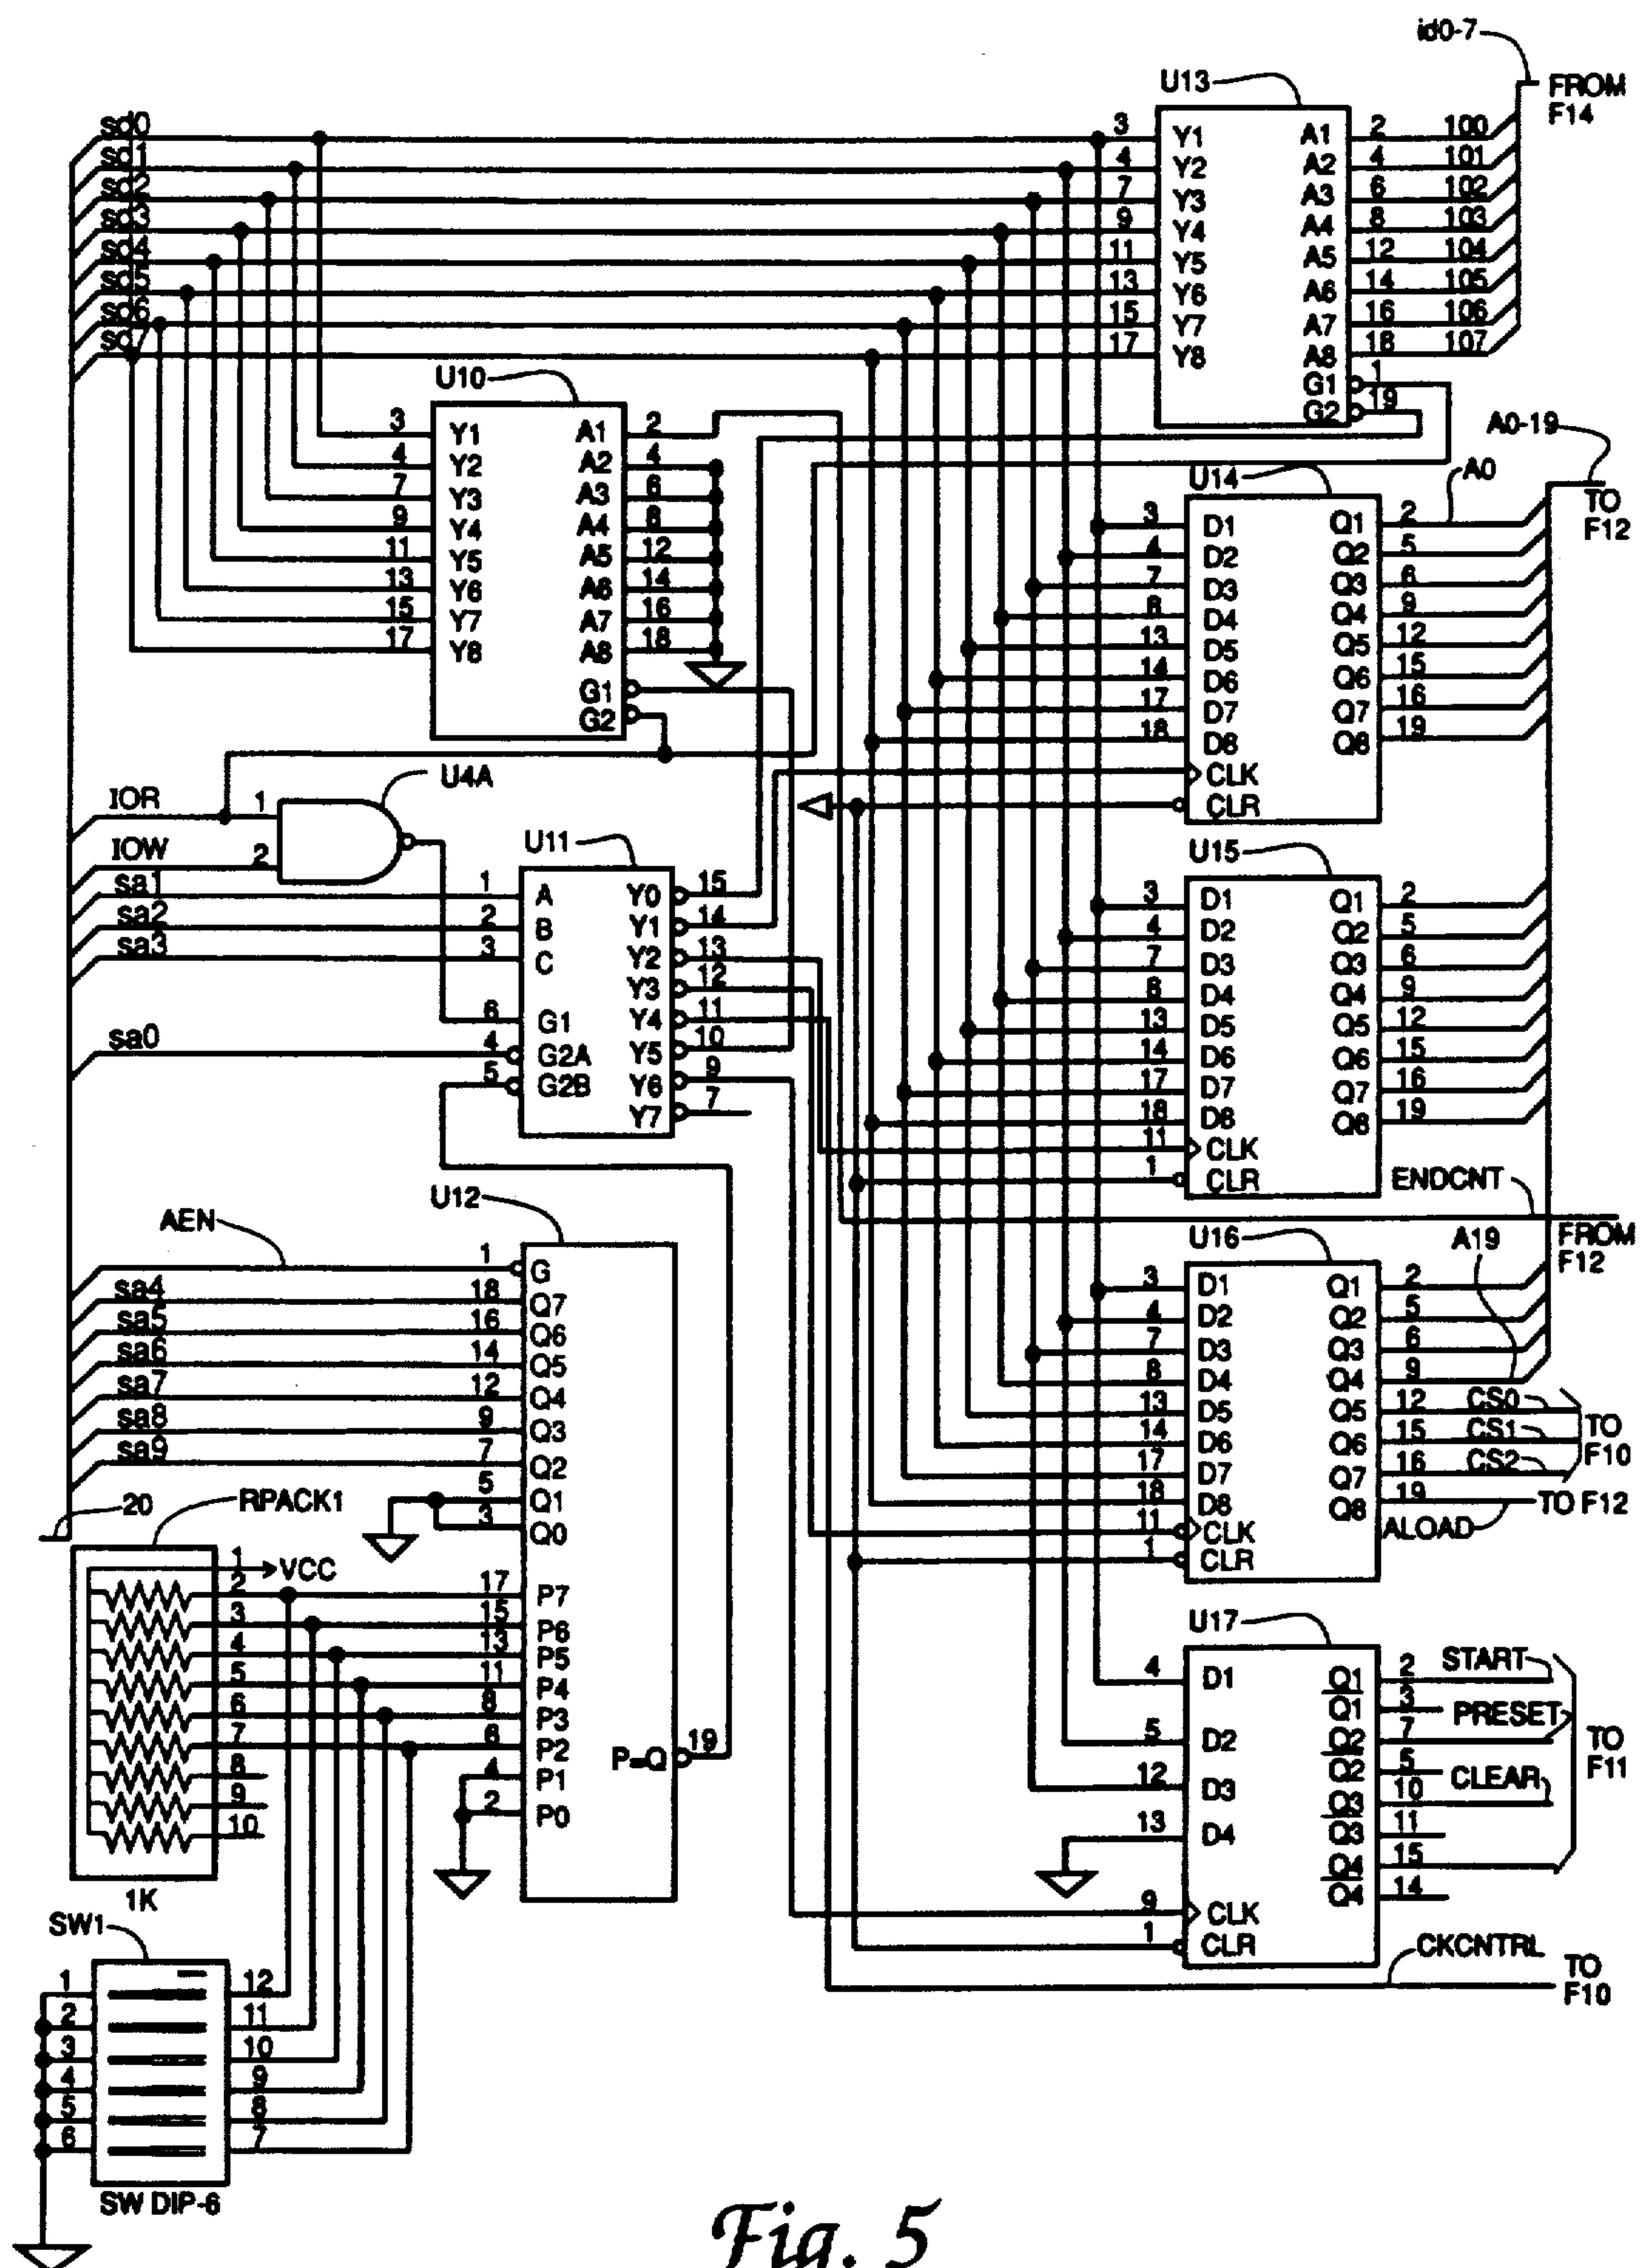 id0-7
FROM
F14
U13
sd0
sd1
sd2
sd3
sd4
sd5
sd6
3 Y1 A1 2 100
4 Y2 A2 4 101
7 Y3 A3 6 102
9 Y4 A4 8 103
11 Y5 A5 12 104
13 Y6 A6 14 105
15 Y7 A7 16 106
17 Y8 A8 18 107
G1 1
G2 19
U10
3 Y1 A1 2
4 Y2 A2 4
7 Y3 A3 6
9 Y4 A4 8
11 Y5 A5 12
13 Y6 A6 14
15 Y7 A7 16
17 Y8 A8 18
G1
G2
A0-19
TO
F12
A0
U14
3 D1 Q1 2
4 D2 Q2 5
7 D3 Q3 6
8 D4 Q4 9
13 D5 Q5 12
14 D6 Q6 15
17 D7 Q7 16
18 D8 Q8 19
CLK
CLR
U4A
IOR 1
IOW 2
U11
sa1 1 A Y0 15
sa2 2 B Y1 14
sa3 3 C Y2 13
Y3 12
6 G1 Y4 11
sa0 4 G2A Y5 10
5 G2B Y6 9
Y7 7
U15
3 D1 Q1 2
4 D2 Q2 5
7 D3 Q3 6
8 D4 Q4 9
13 D5 Q5 12
14 D6 Q6 15
17 D7 Q7 16
18 D8 Q8 19
11 CLK
1 CLR
ENDCNT
FROM
F12
U12
AEN 1 G
sa4 18 Q7
sa5 16 Q6
sa6 14 Q5
sa7 12 Q4
sa8 9 Q3
sa9 7 Q2
5 Q1
3 Q0
17 P7
15 P6
13 P5
11 P4
8 P3
6 P2
4 P1
2 P0
P=Q 19
U16
A19
3 D1 Q1 2
4 D2 Q2 5
7 D3 Q3 6
8 D4 Q4 9
13 D5 Q5 12 CS0
14 D6 Q6 15 CS1
17 D7 Q7 16 CS2
18 D8 Q8 19
11 CLK
1 CLR
TO
F10
TO F12
ALOAD
20
RPACK1
1 VCC
2
3
4
5
6
7
8
9
10
1K
U17
4 D1 Q1 2 START
Q1 3
5 D2 Q2 7 PRESET
Q2 5
12 D3 Q3 10 CLEAR
Q3 11
13 D4 Q4 15
Q4 14
9 CLK
1 CLR
TO
F11
CKCNTRL
TO
F10
SW1
1 12
2 11
3 10
4 9
5 8
6 7
SW DIP-6
Fig. 5